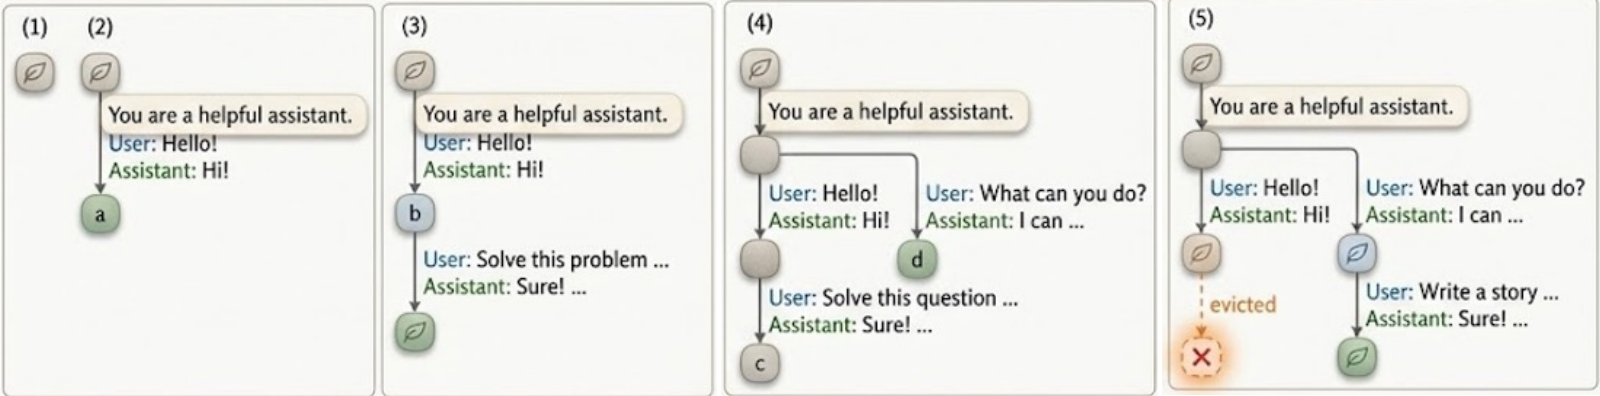 (1)
(2)
You are a helpful assistant.
User: Hello!
Assistant: Hi!
a
(3)
You are a helpful assistant.
User: Hello!
Assistant: Hi!
b
User: Solve this problem ...
Assistant: Sure! ...
(4)
You are a helpful assistant.
User: Hello!
Assistant: Hi!
User: What can you do?
Assistant: I can ...
d
User: Solve this question ...
Assistant: Sure! ...
c
(5)
You are a helpful assistant.
User: Hello!
Assistant: Hi!
User: What can you do?
Assistant: I can ...
evicted
User: Write a story ...
Assistant: Sure! ...